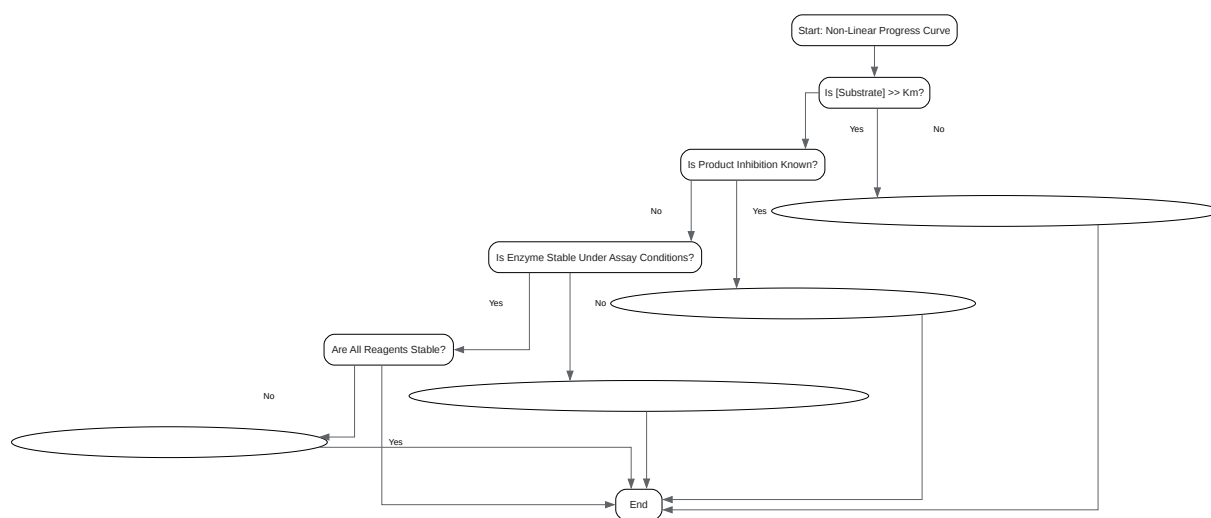 Start: Non-Linear Progress Curve
Is [Substrate] >> Km?
Yes
No
Is Product Inhibition Known?
No
Yes
Is Enzyme Stable Under Assay Conditions?
Yes
No
Are All Reagents Stable?
No
Yes
End